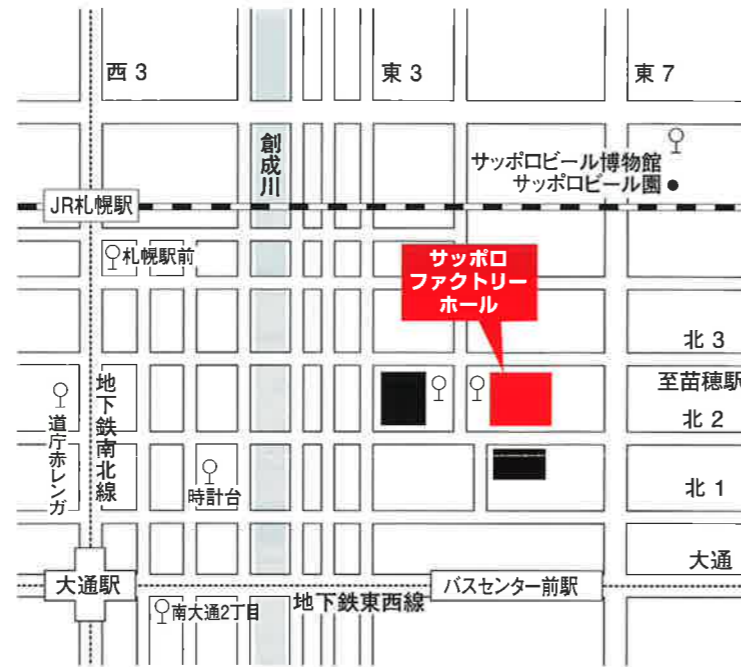 西 3
東 3
東 7
創成川
サッポロビール博物館
サッポロビール園
JR札幌駅
札幌駅前
サッポロ
ファクトリー
ホール
北 3
至苗穂駅
北 2
地下鉄南北線
道庁赤レンガ
時計台
北 1
大通
大通駅
バスセンター前駅
地下鉄東西線
南大通2丁目